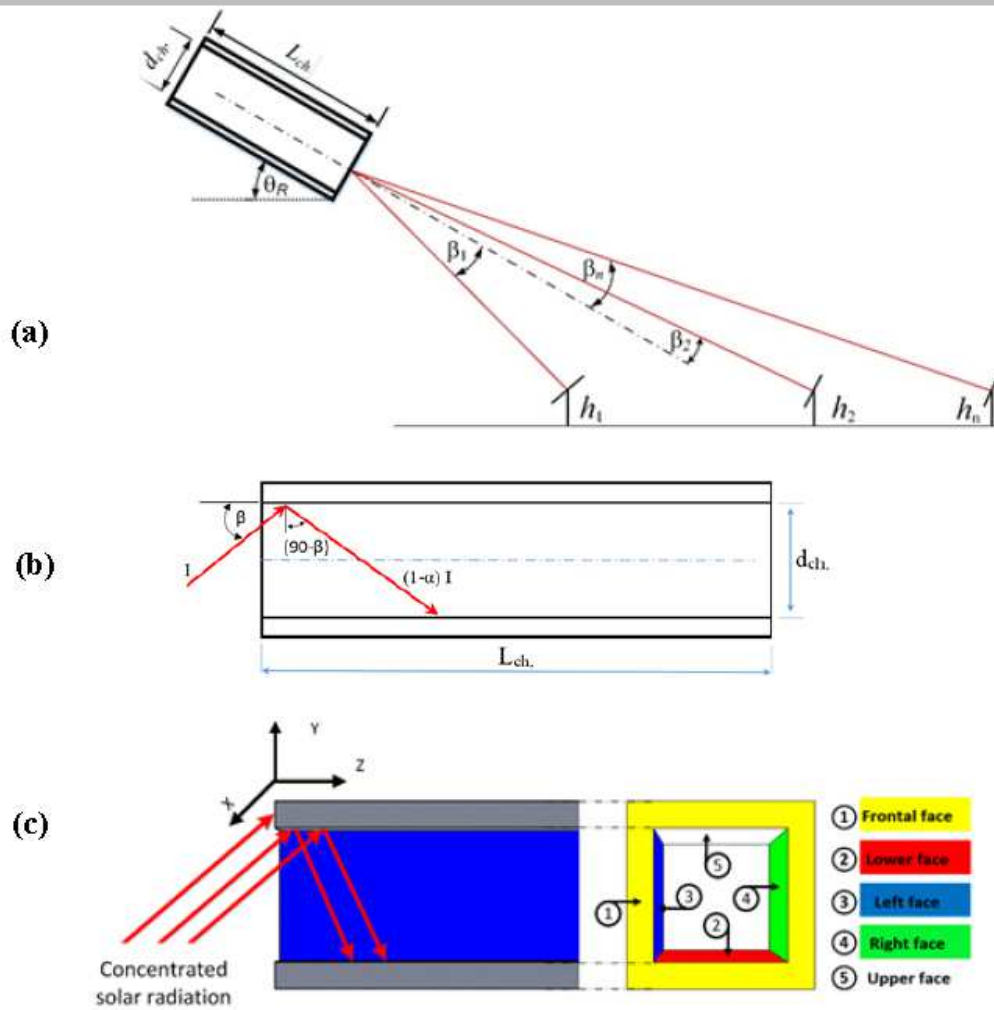 d_ch.
L_ch.
θ_R
β_1
β_n
β_2
(a)
h_1
h_2
h_n
β
(90-β)
(b)
I
(1-α) I
d_ch.
L_ch.
Y
Z
X
(c)
1 Frontal face
5
2 Lower face
1
3
4
3 Left face
2
4 Right face
Concentrated
solar radiation
5 Upper face